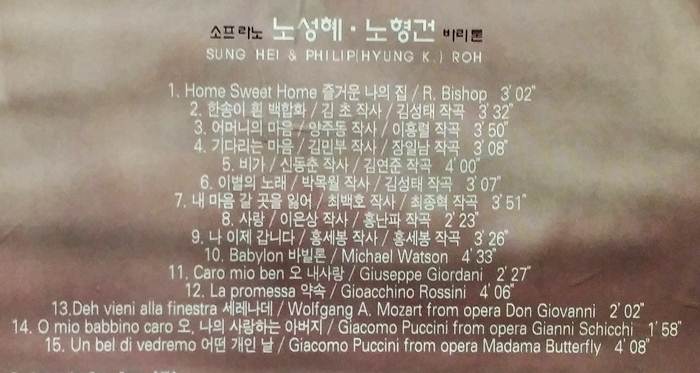 소프라노 노성혜 · 노형건 바리톤
SUNG HEI & PHILIP(HYUNG K.) ROH
1. Home Sweet Home 즐거운 나의 집 / R. Bishop 3´ 02˝
2. 한송이 흰 백합화 / 김 초 작사 / 김성태 작곡 3´ 32˝
3. 어머니의 마음 / 양주동 작사 / 이흥렬 작곡 3´ 50˝
4. 기다리는 마음 / 김민부 작사 / 장일남 작곡 3´ 08˝
5. 비가 / 신동춘 작사 / 김연준 작곡 4´ 00˝
6. 이별의 노래 / 박목월 작사 / 김성태 작곡 3´ 07˝
7. 내 마음 갈 곳을 잃어 / 최백호 작사 / 최종혁 작곡 3´ 51˝
8. 사랑 / 이은상 작사 / 홍난파 작곡 2´ 23˝
9. 나 이제 갑니다 / 홍세봉 작사 / 홍세봉 작곡 3´ 26˝
10. Babylon 바빌론 / Michael Watson 4´ 33˝
11. Caro mio ben 오 내사랑 / Giuseppe Giordani 2´ 27˝
12. La promessa 약속 / Gioacchino Rossini 4´ 06˝
13.Deh vieni alla finestra 세레나데 / Wolfgang A. Mozart from opera Don Giovanni 2´ 02˝
14. O mio babbino caro 오, 나의 사랑하는 아버지 / Giacomo Puccini from opera Gianni Schicchi 1´ 58˝
15. Un bel di vedremo 어떤 개인 날 / Giacomo Puccini from opera Madama Butterfly 4´ 08˝